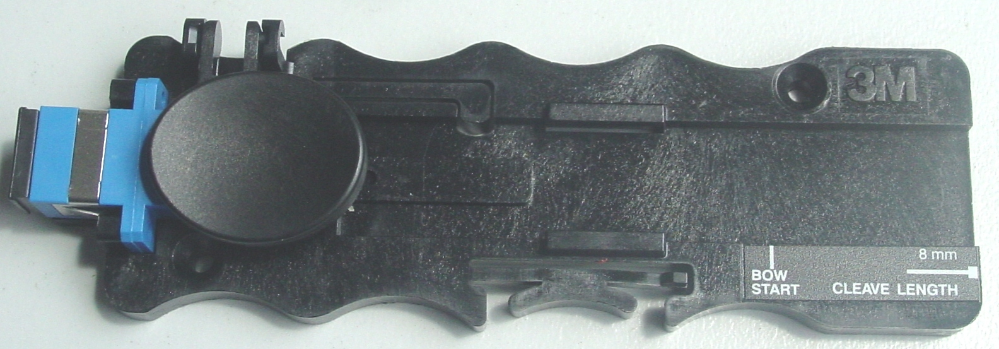 3M
8 mm
BOW
START
CLEAVE LENGTH